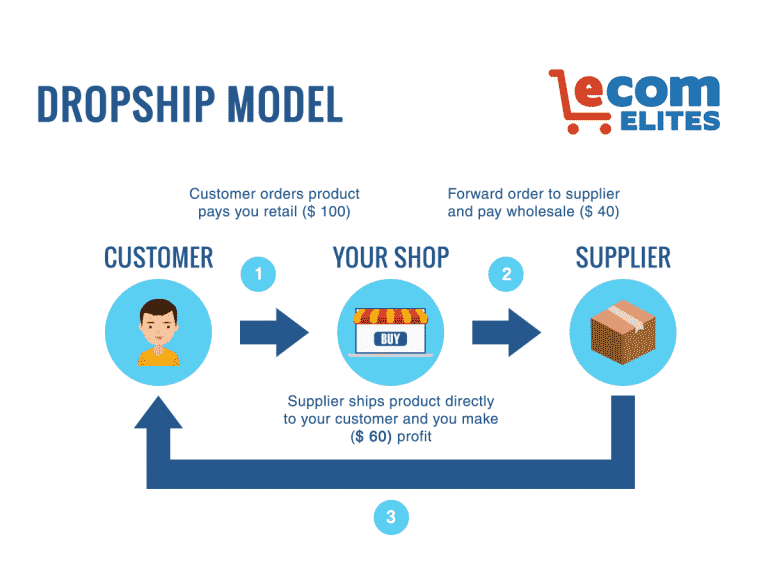 DROPSHIP MODEL
ecom
ELITES
Customer orders product
pays you retail ($ 100)
Forward order to supplier
and pay wholesale ($ 40)
CUSTOMER
1
YOUR SHOP
2
SUPPLIER
BUY
Supplier ships product directly
to your customer and you make
($ 60) profit
3